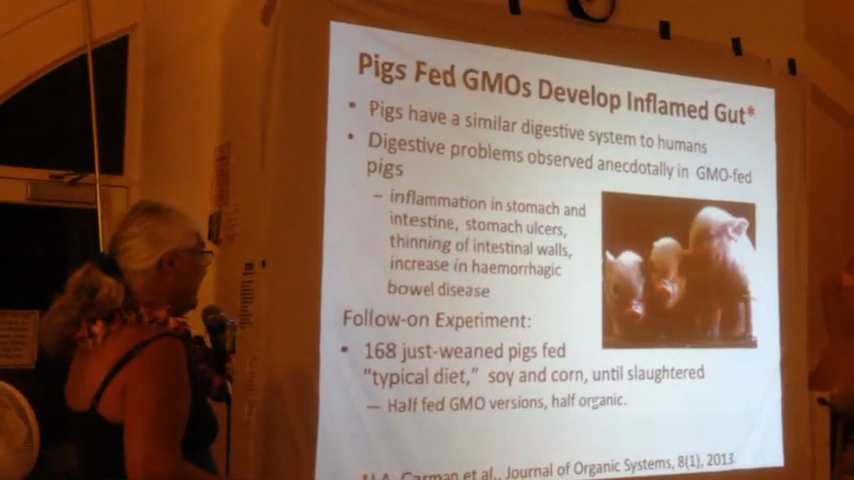 Pigs Fed GMOs Develop Inflamed Gut*
• Pigs have a similar digestive system to humans
• Digestive problems observed anecdotally in GMO-fed
pigs
– inflammation in stomach and
intestine, stomach ulcers,
thinning of intestinal walls,
increase in haemorrhagic
bowel disease
Follow-on Experiment:
• 168 just-weaned pigs fed
"typical diet," soy and corn, until slaughtered
– Half fed GMO versions, half organic.
Carman et al., Journal of Organic Systems, 8(1), 2013